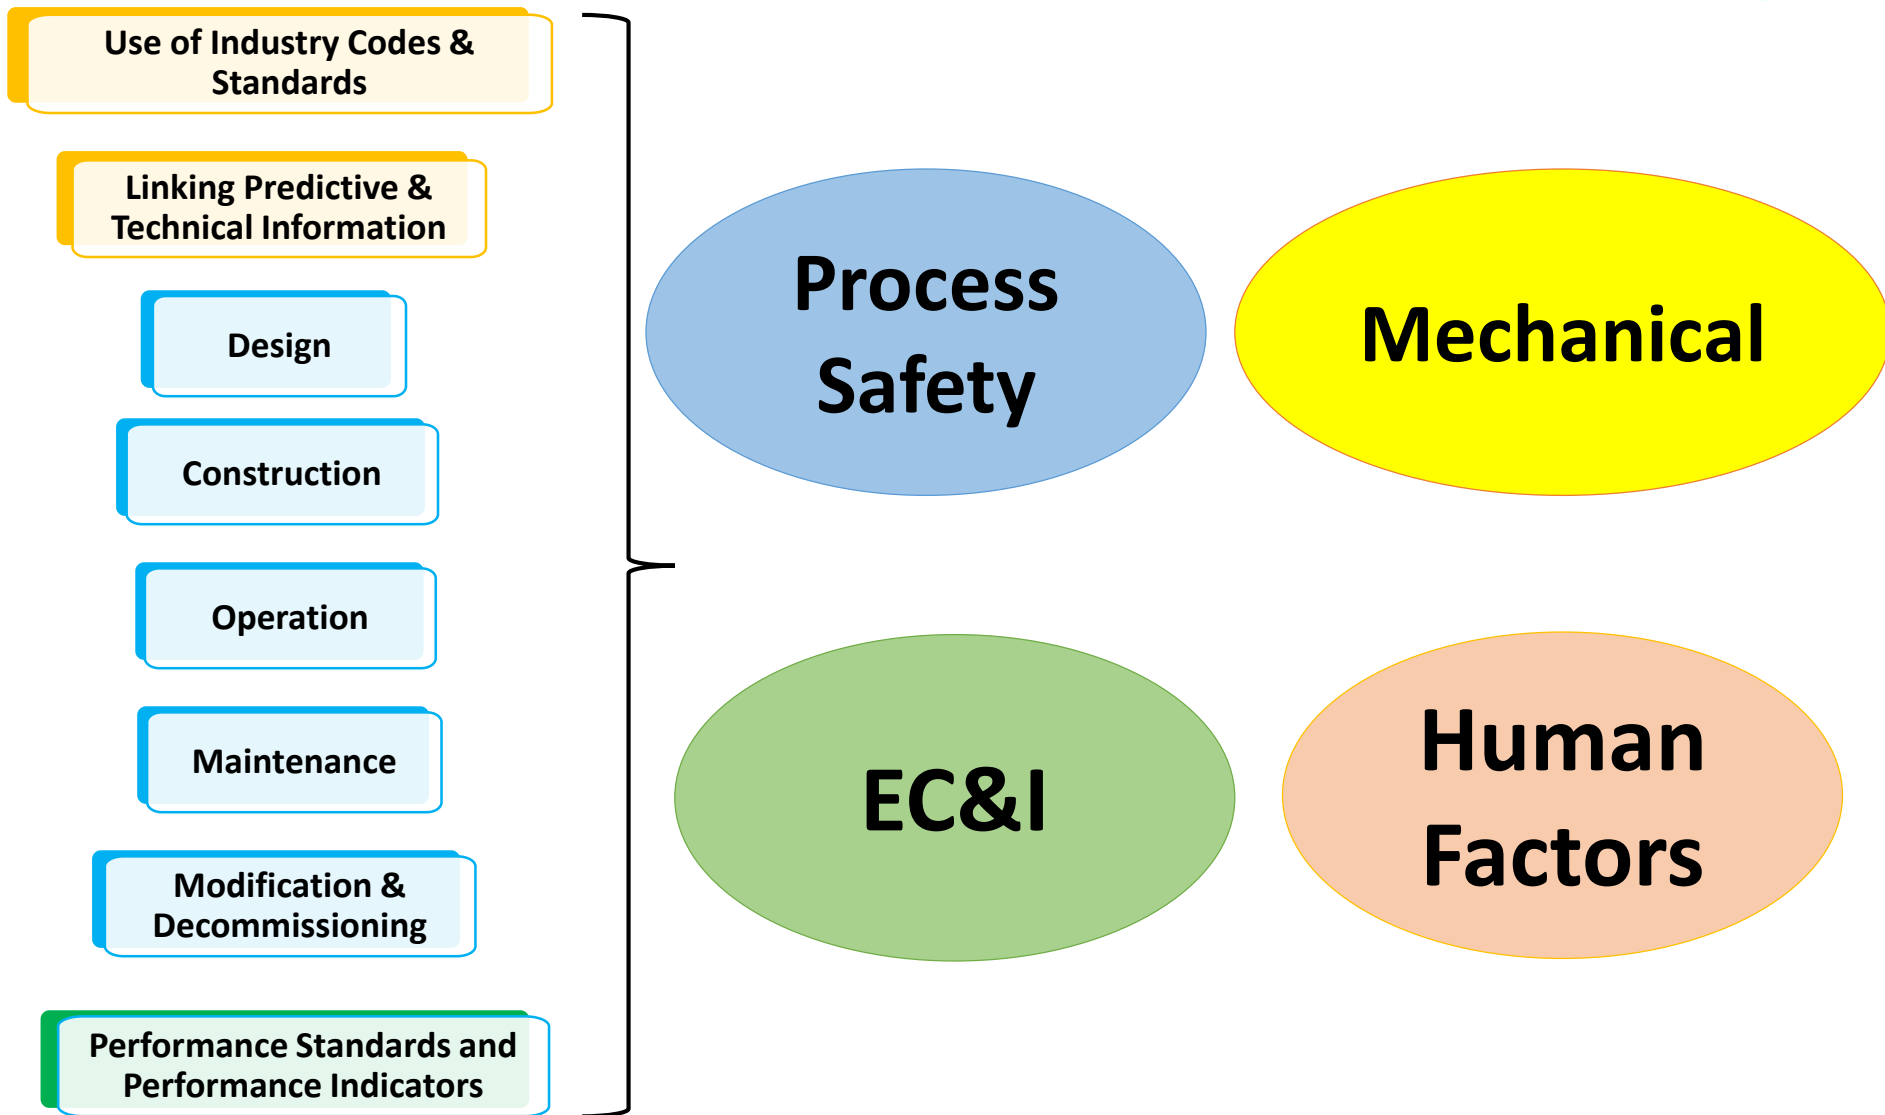 Use of Industry Codes &
Standards
Linking Predictive &
Technical Information
Design
Construction
Operation
Maintenance
Modification &
Decommissioning
Performance Standards and
Performance Indicators
Process
Safety
Mechanical
EC&I
Human
Factors